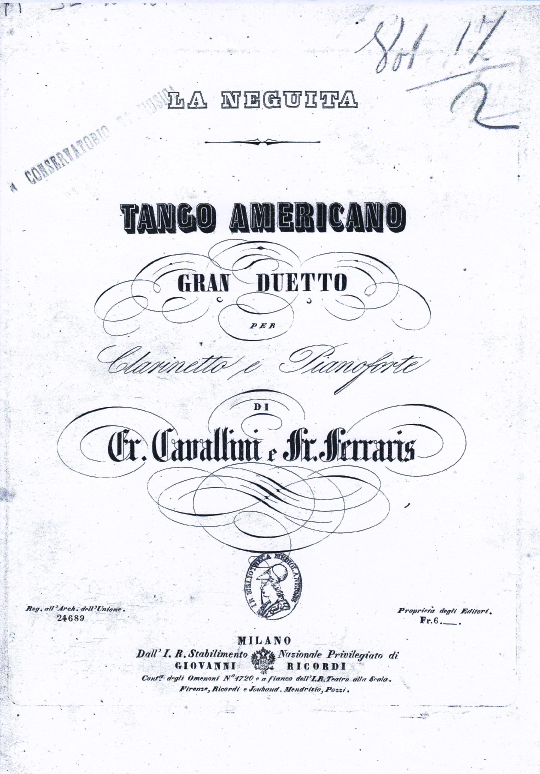 Vol. 17
2
LA NEGUITA
CONSERVATORIO
TANGO AMERICANO
GRAN DUETTO
PER
Clarinetto e Pianoforte
DI
Er. Cavallini e Fr. Ferraris
Reg. all'Arch. dell'Unione.
24689
Proprietà degli Editori.
Fr. 6.
MILANO
Dall'I. R. Stabilimento Nazionale Privilegiato di
GIOVANNI RICORDI
Contº. degli Omenoni Nº 1720 e a fianco dell'I.R. Teatro alla Scala.
Firenze, Ricordi e Jouhaud. Mendrisio, Pozzi.